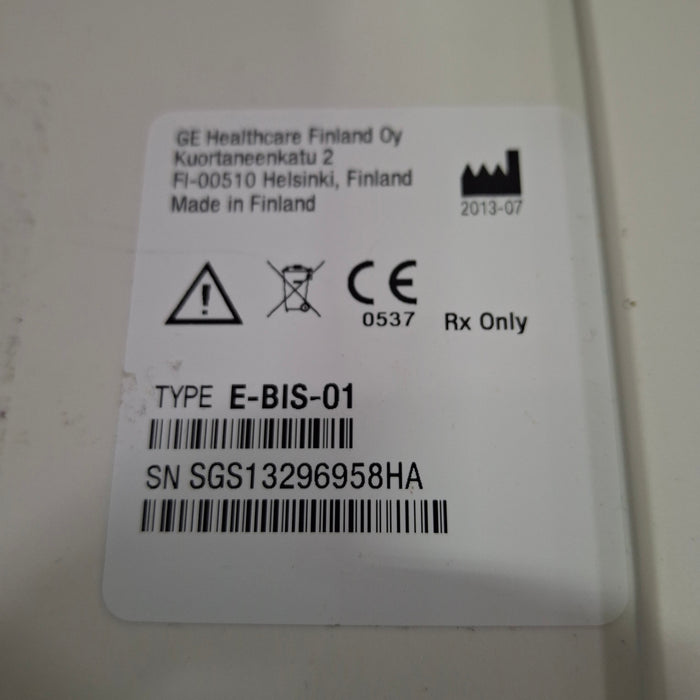 GE Healthcare Finland Oy
Kuortaneenkatu 2
FI-00510 Helsinki, Finland
Made in Finland
2013-07
CE
0537
Rx Only
TYPE E-BIS-01
SN SGS13296958HA